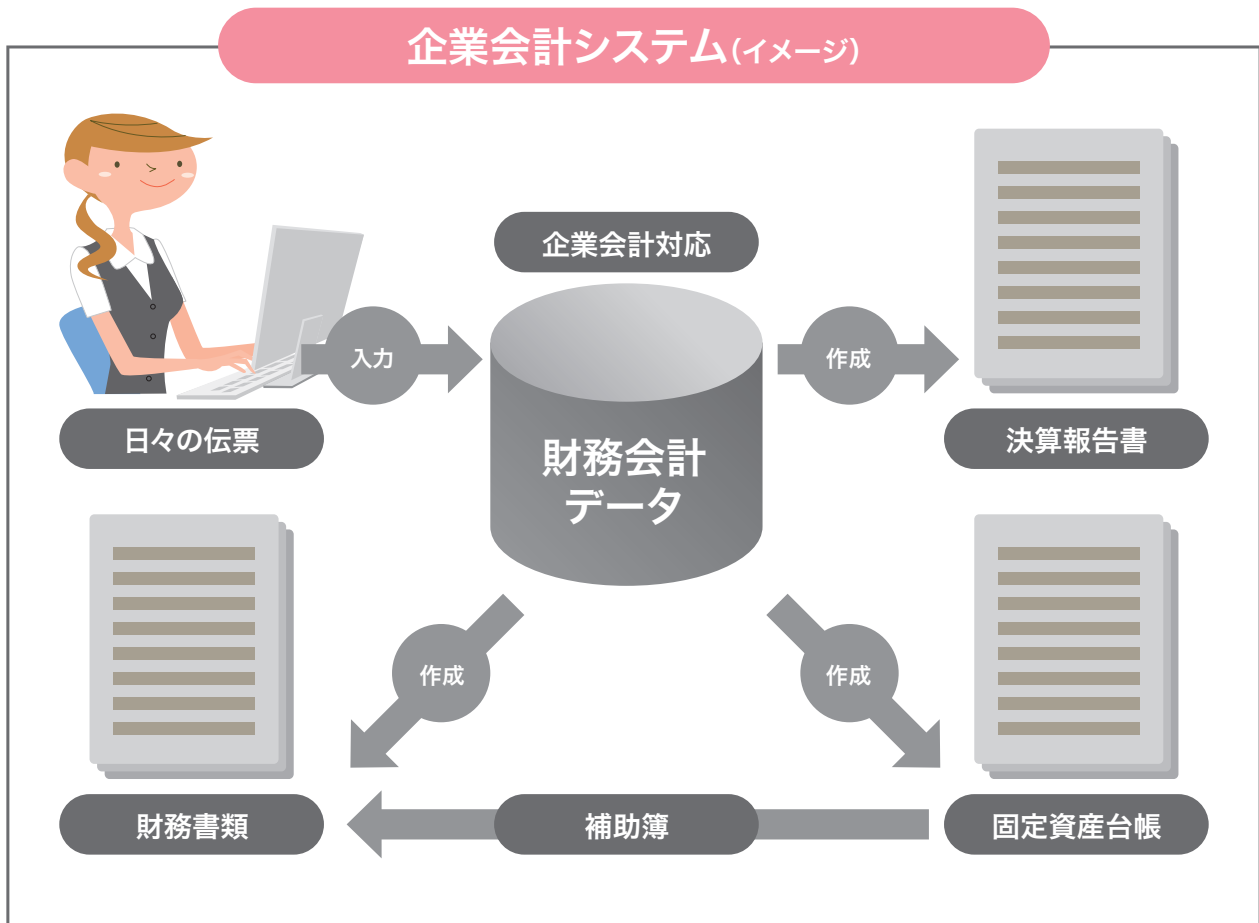 企業会計システム(イメージ)
企業会計対応
入力
作成
日々の伝票
財務会計
データ
決算報告書
作成
作成
財務書類
補助簿
固定資産台帳